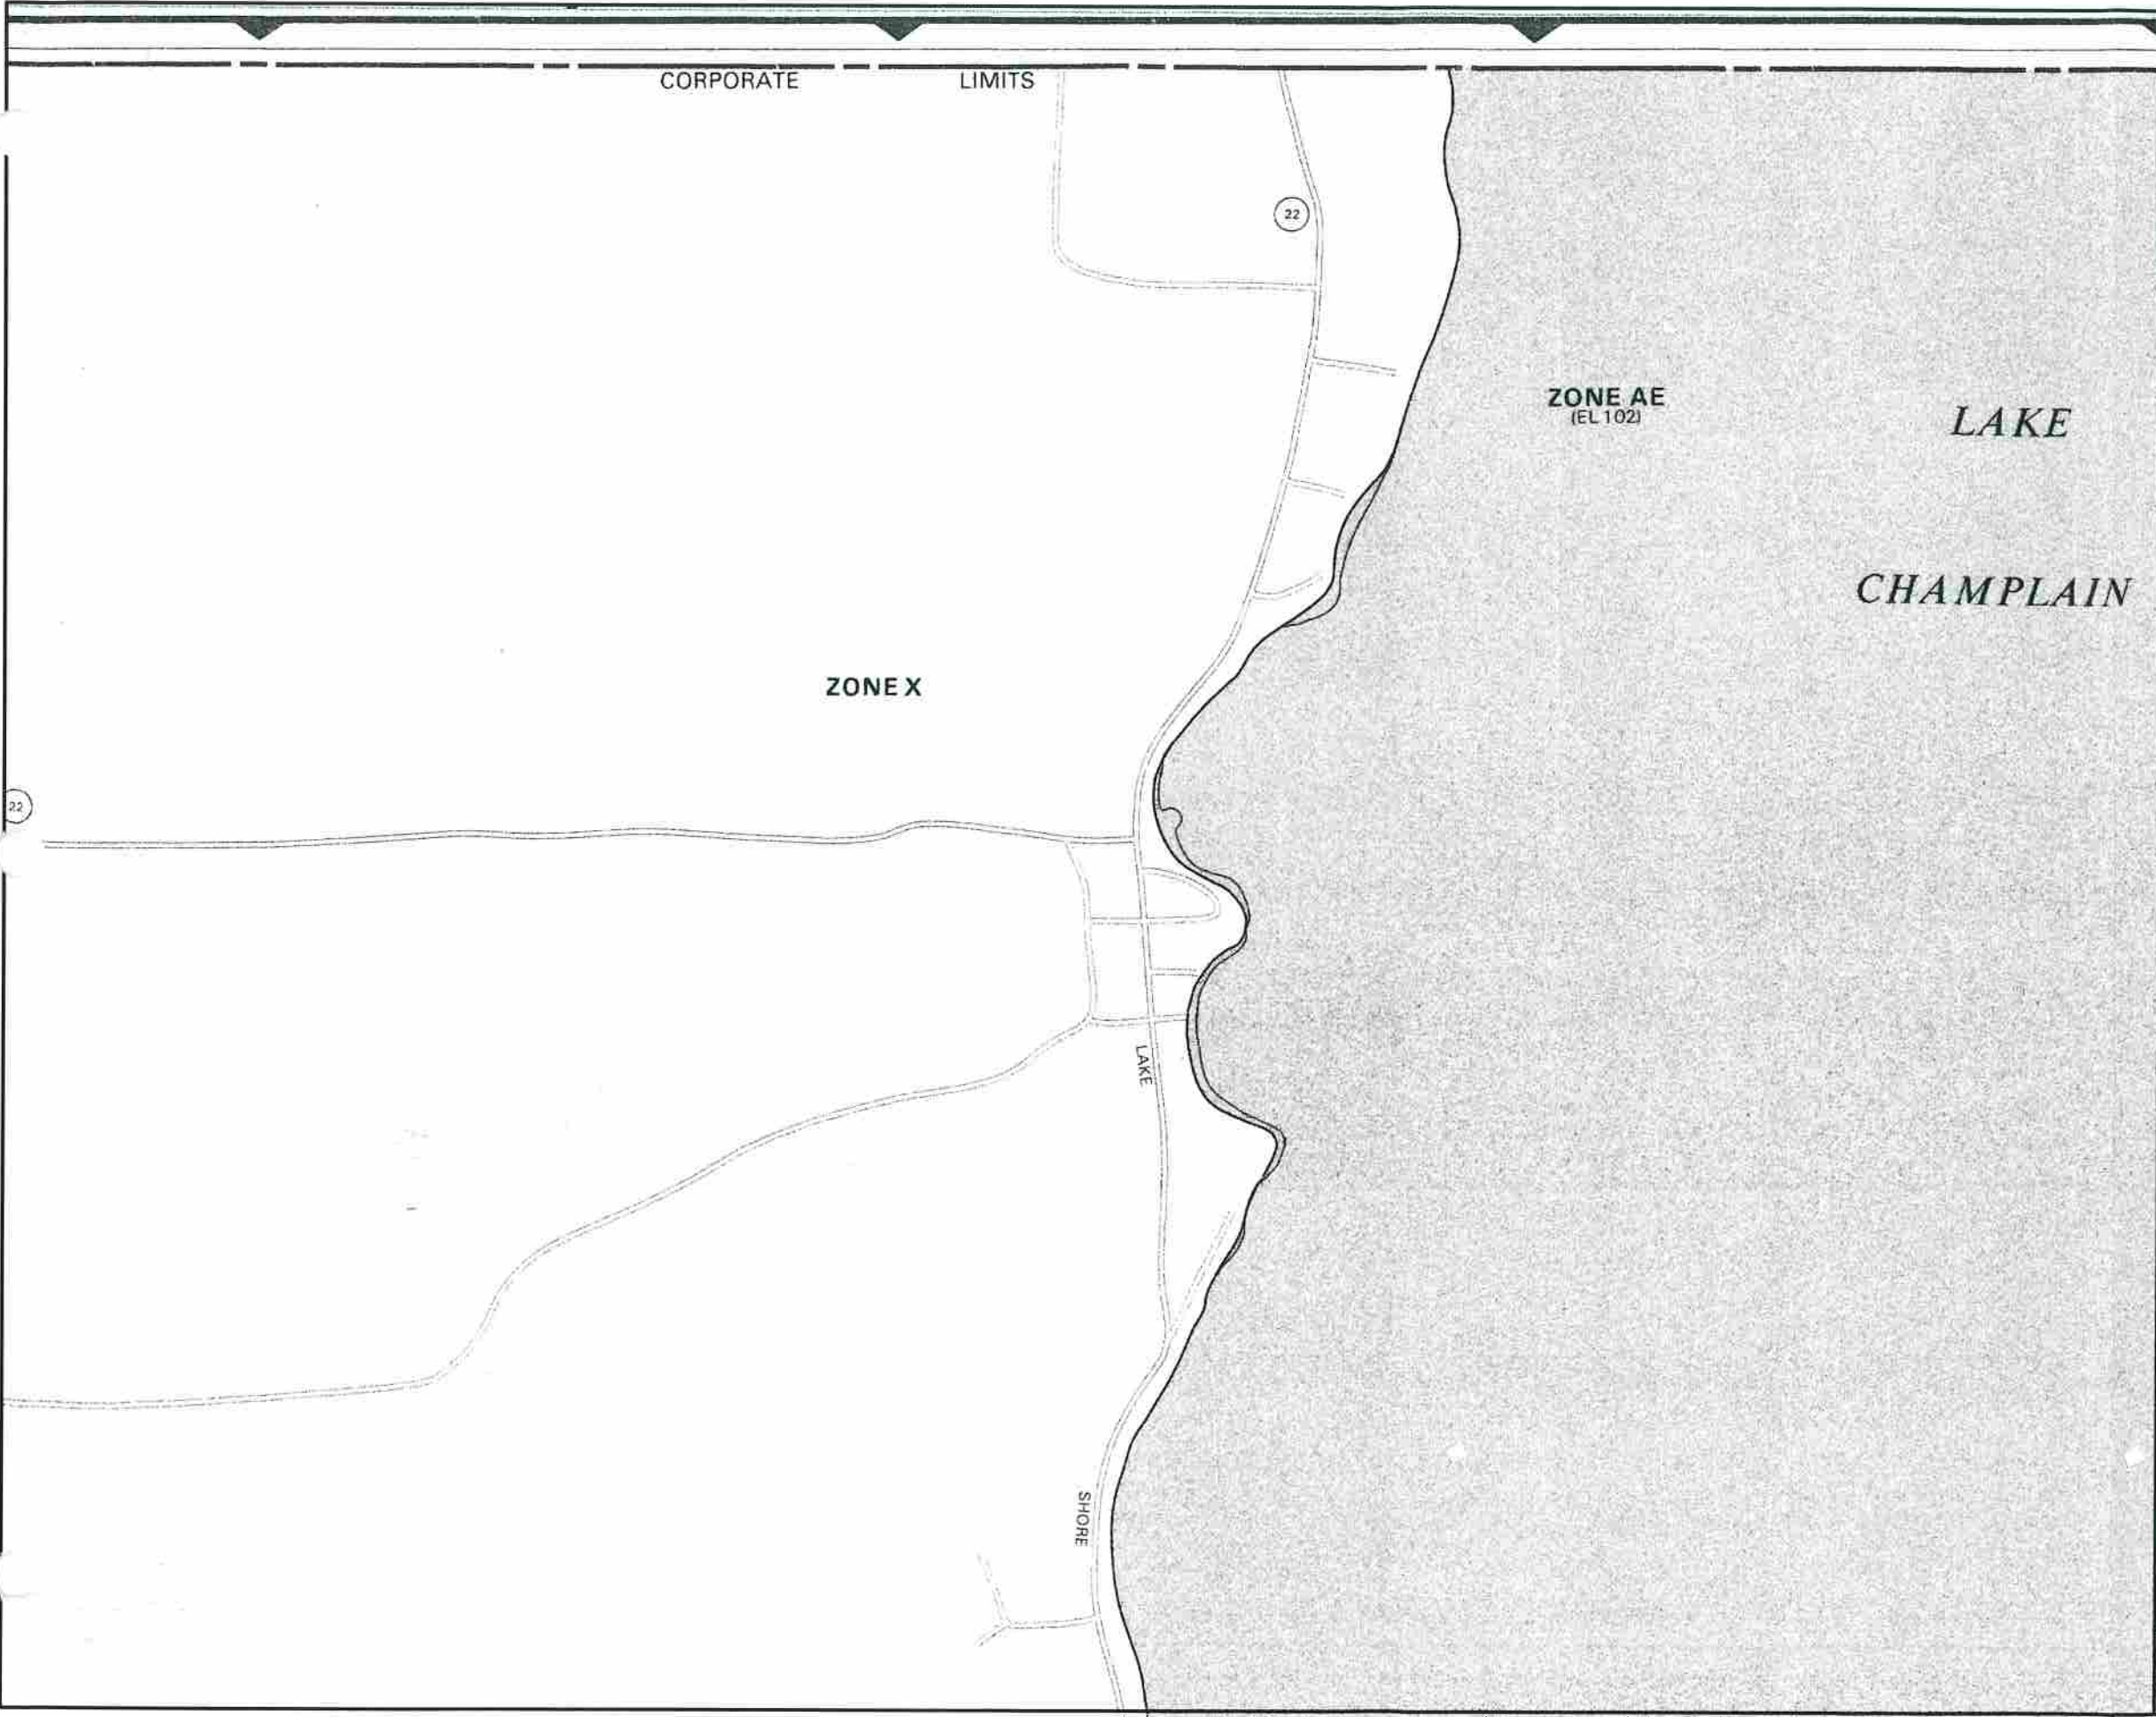 CORPORATE LIMITS
22
ZONE AE
(EL 102)
LAKE
CHAMPLAIN
ZONE X
22
LAKE
SHORE